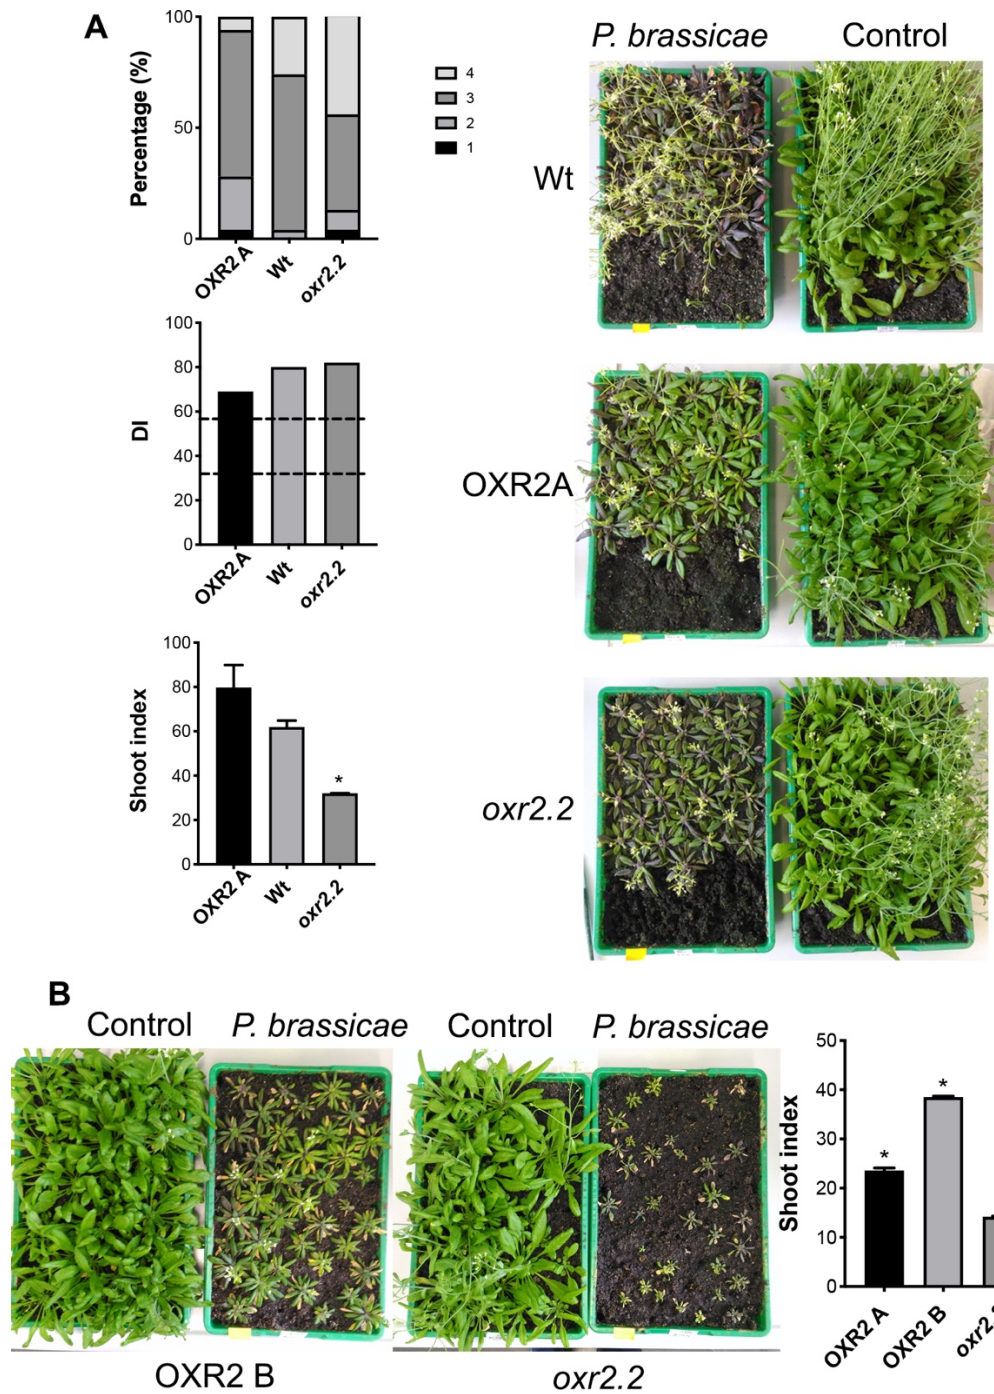 A
P. brassicae
Control
Percentage (%)
100
50
0
OXR2 A
Wt
oxr2.2
4
3
2
1
Wt
DI
100
80
60
40
20
0
OXR2A
Wt
oxr2.2
OXR2A
Shoot index
100
80
60
40
20
0
*
OXR2 A
Wt
oxr2.2
oxr2.2
B
Control
P. brassicae
Control
P. brassicae
OXR2 B
oxr2.2
Shoot index
50
40
30
20
10
0
*
*
OXR2 A
OXR2 B